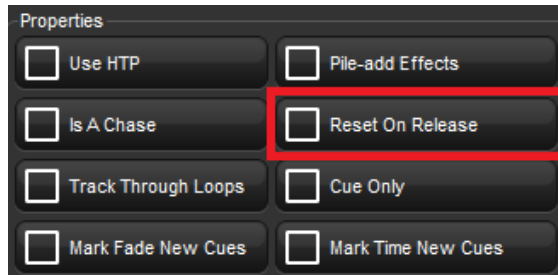 Properties
Use HTP
Pile-add Effects
Is A Chase
Reset On Release
Track Through Loops
Cue Only
Mark Fade New Cues
Mark Time New Cues